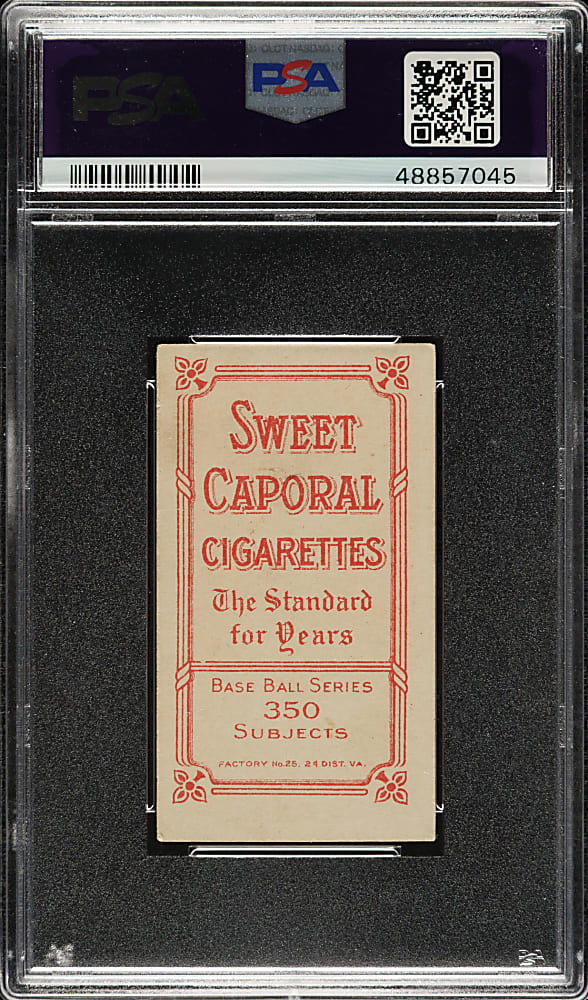 PSA
PSA
48857045
SWEET
CAPORAL
CIGARETTES
The Standard
for Years
BASE BALL SERIES
350
SUBJECTS
FACTORY No.25. 2d DIST. VA.